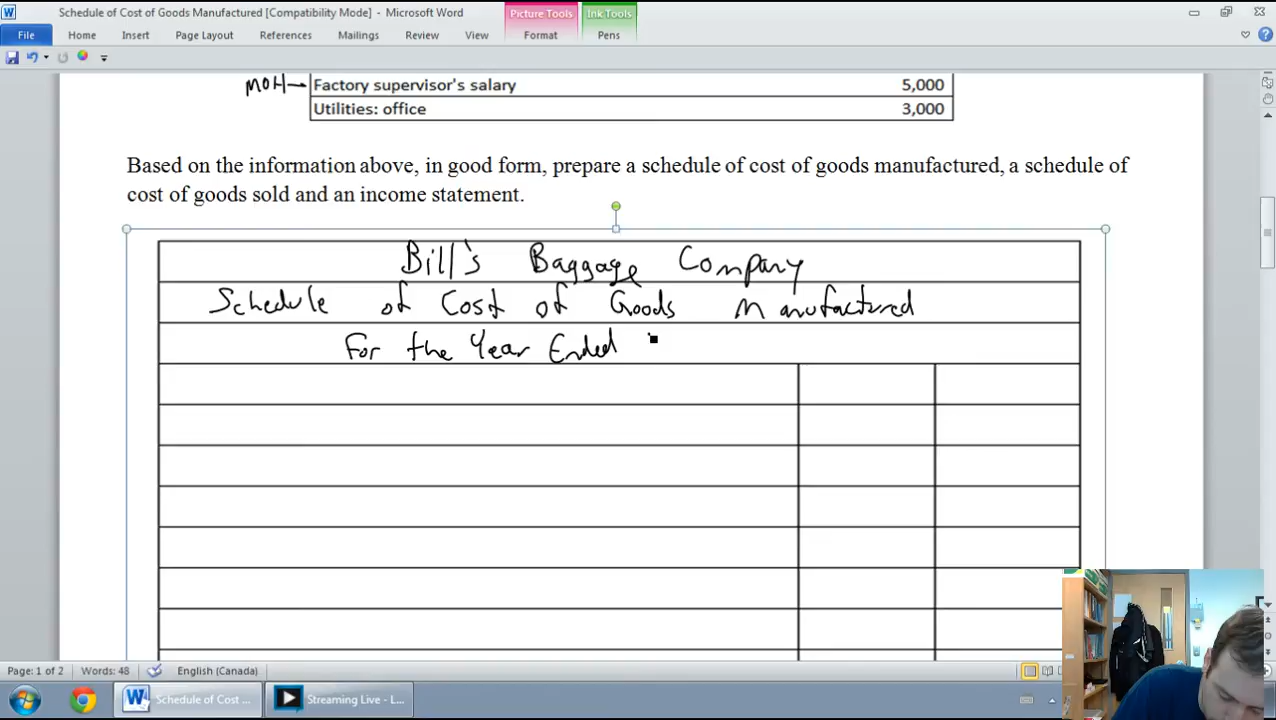 Schedule of Cost of Goods Manufactured [Compatibility Mode] - Microsoft Word
Picture Tools
Ink Tools
File Home Insert Page Layout References Mailings Review View Format Pens
MOH Factory supervisor's salary 5,000
Utilities: office 3,000
Based on the information above, in good form, prepare a schedule of cost of goods manufactured, a schedule of
cost of goods sold and an income statement.
Bill's Baggage Company
Schedule of Cost of Goods Manufactured
For the Year Ended
Page: 1 of 2 Words: 48 English (Canada)
Schedule of Cost ... Streaming Live - L...